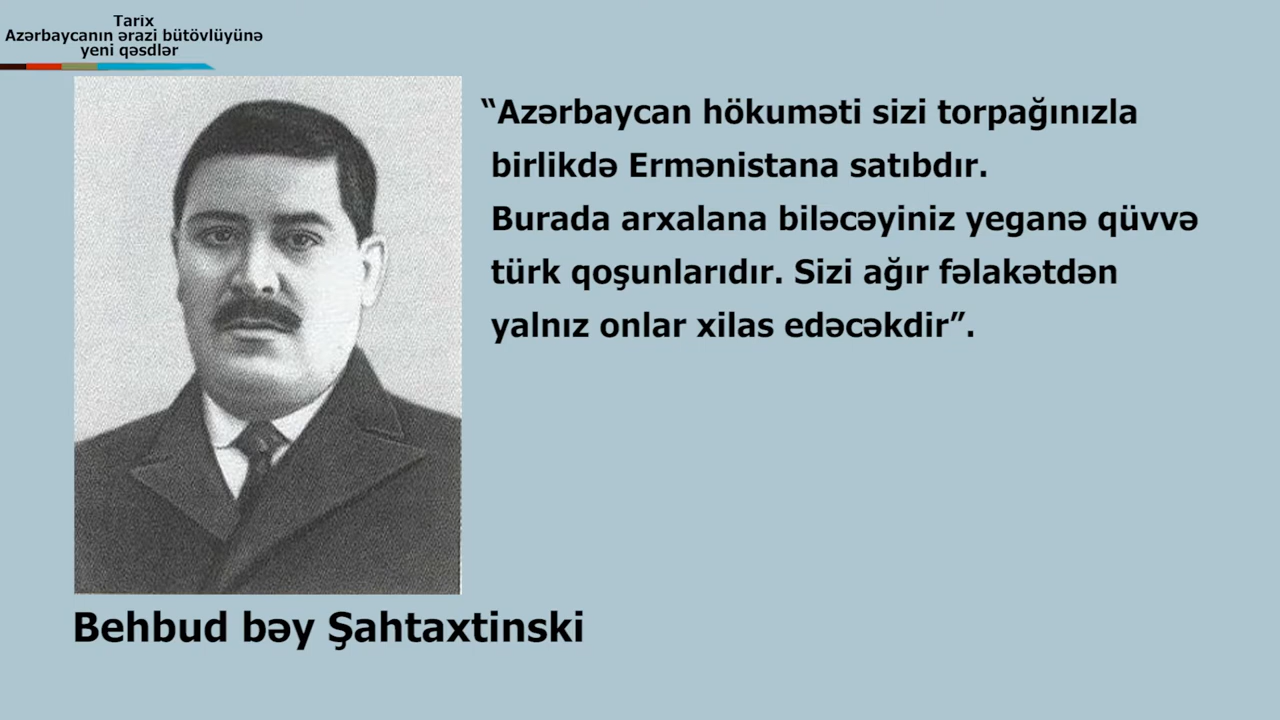 Tarix
Azərbaycanın ərazi bütövlüyünə
yeni qəsdlər
“Azərbaycan hökuməti sizi torpağınızla
birlikdə Ermənistana satıbdır.
Burada arxalana biləcəyiniz yeganə qüvvə
türk qoşunlarıdır. Sizi ağır fəlakətdən
yalnız onlar xilas edəcəkdir”.
Behbud bəy Şahtaxtinski